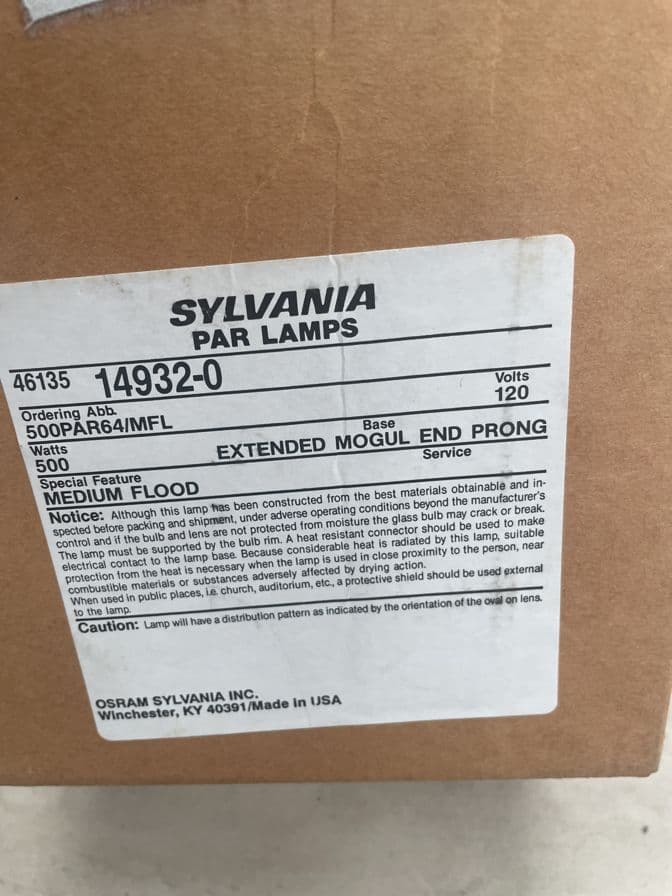 SYLVANIA
PAR LAMPS
46135 14932-0
Ordering Abb.
500PAR64/MFL
Volts
120
Watts
500
Base
EXTENDED MOGUL END PRONG
Special Feature
MEDIUM FLOOD
Service
Notice: Although this lamp has been constructed from the best materials obtainable and in-
spected before packing and shipment, under adverse operating conditions beyond the manufacturer's
control and if the bulb and lens are not protected from moisture the glass bulb may crack or break.
The lamp must be supported by the bulb rim. A heat resistant connector should be used to make
electrical contact to the lamp base. Because considerable heat is radiated by this lamp, suitable
protection from the heat is necessary when the lamp is used in close proximity to the person, near
combustible materials or substances adversely affected by drying action.
When used in public places, i.e. church, auditorium, etc., a protective shield should be used external
to the lamp.
Caution: Lamp will have a distribution pattern as indicated by the orientation of the oval on lens.
OSRAM SYLVANIA INC.
Winchester, KY 40391/Made in USA